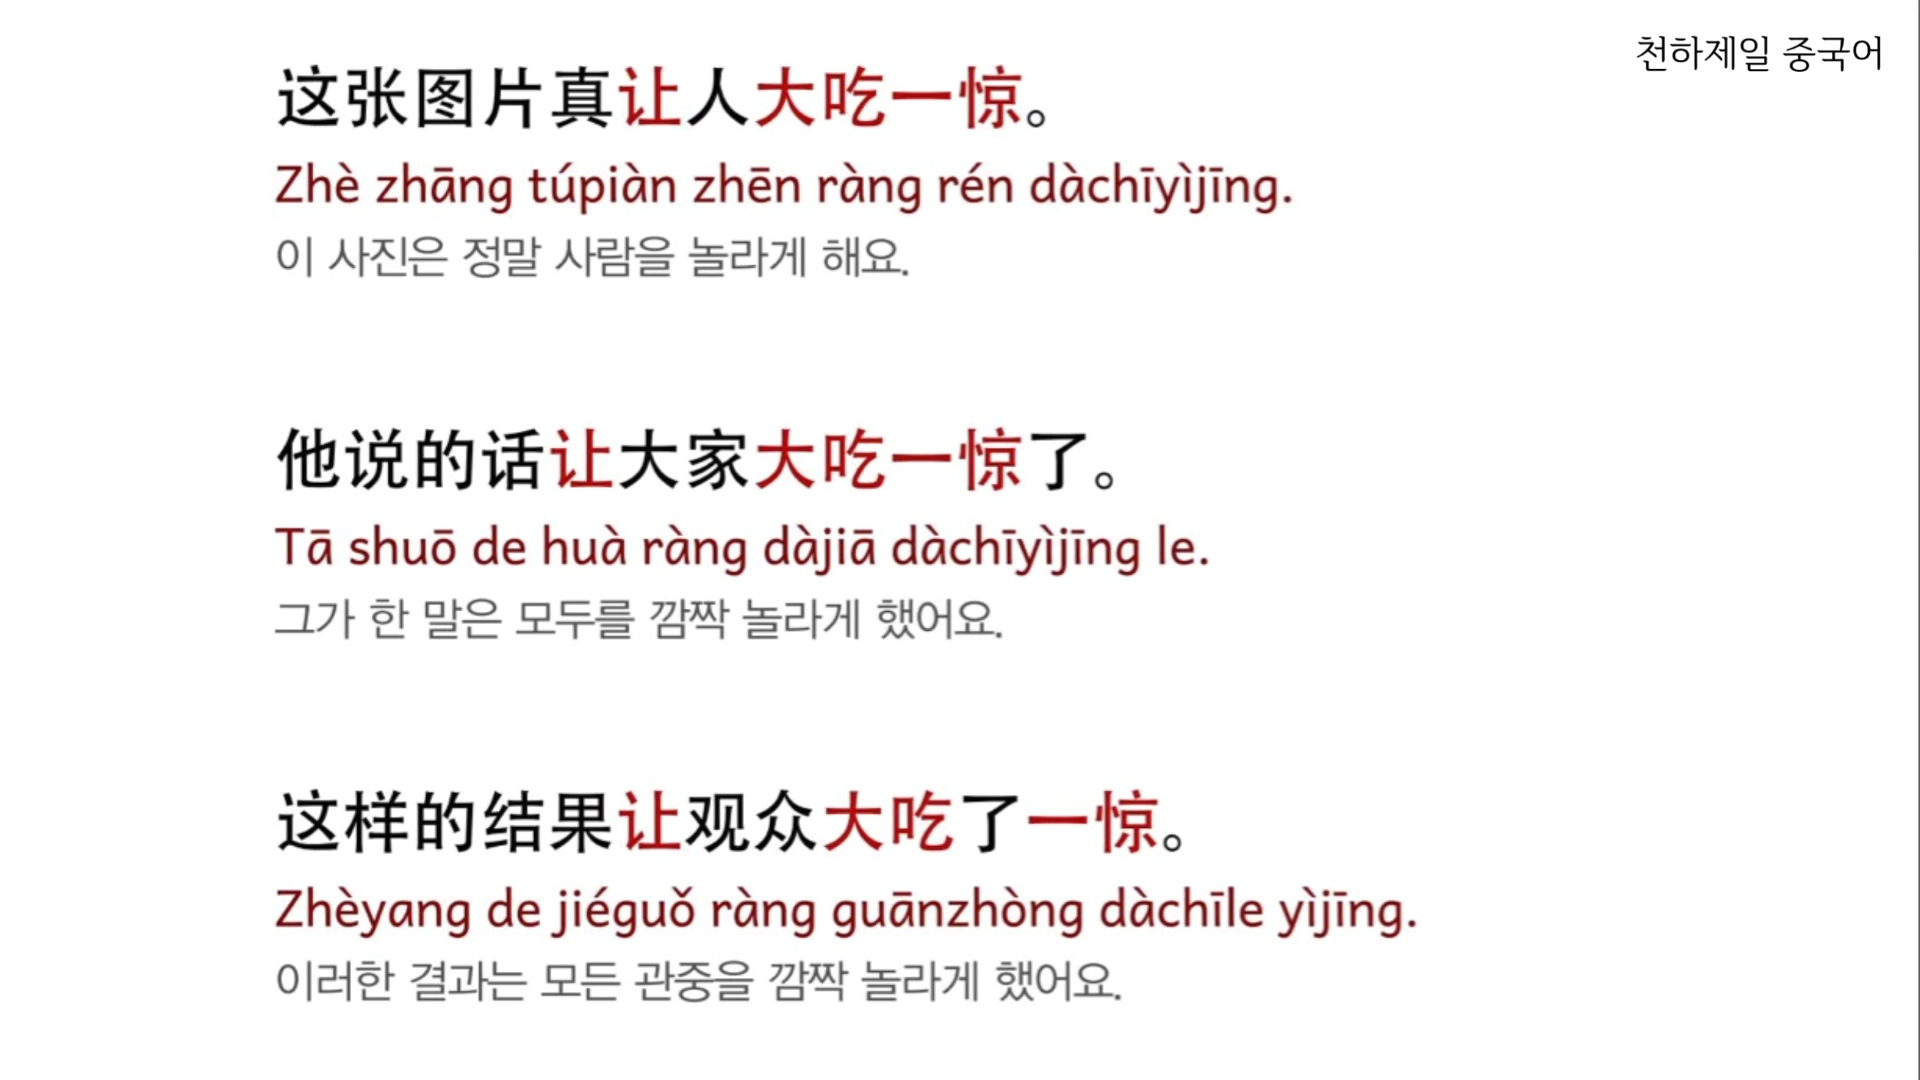 천하제일 중국어
这张图片真让人大吃一惊。
Zhè zhāng túpiàn zhēn ràng rén dàchīyìjīng.
이 사진은 정말 사람을 놀라게 해요.
他说的话让大家大吃一惊了。
Tā shuō de huà ràng dàjiā dàchīyìjīng le.
그가 한 말은 모두를 깜짝 놀라게 했어요.
这样的结果让观众大吃了一惊。
Zhèyang de jiéguǒ ràng guānzhòng dàchīle yìjīng.
이러한 결과는 모든 관중을 깜짝 놀라게 했어요.